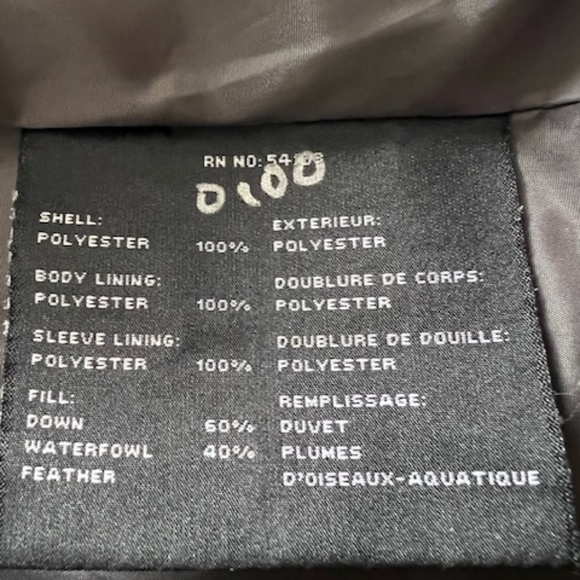 RN NO:
0100
SHELL: EXTERIEUR:
POLYESTER 100% POLYESTER
BODY LINING: DOUBLURE DE CORPS:
POLYESTER 100% POLYESTER
SLEEVE LINING: DOUBLURE DE DOUILLE:
POLYESTER 100% POLYESTER
FILL: REMPLISSAGE:
DOWN 60% DUVET
WATERFOWL 40% PLUMES
FEATHER D'OISEAUX-AQUATIQUE